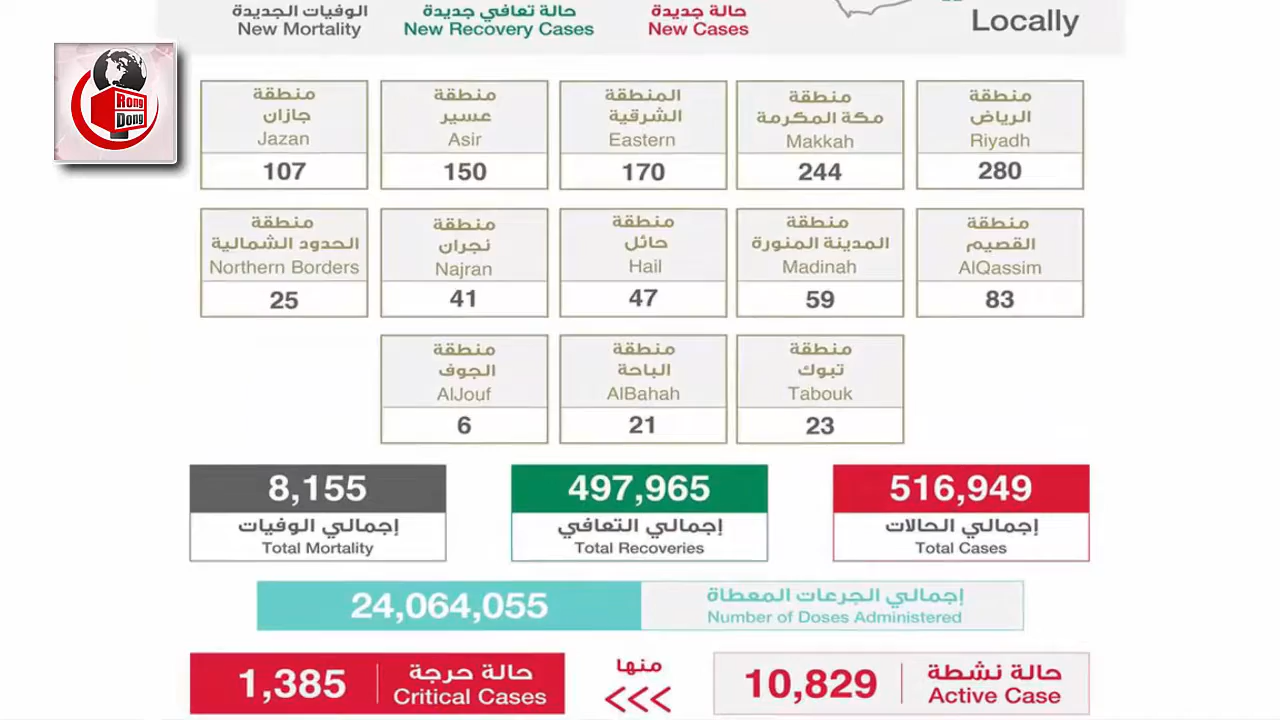 الوفيات الجديدة
New Mortality
حالة تعافي جديدة
New Recovery Cases
حالة جديدة
New Cases
Locally
Rong
Dong
منطقة
جازان
Jazan
107
منطقة
عسير
Asir
150
المنطقة
الشرقية
Eastern
170
منطقة
مكة المكرمة
Makkah
244
منطقة
الرياض
Riyadh
280
منطقة
الحدود الشمالية
Northern Borders
25
منطقة
نجران
Najran
41
منطقة
حائل
Hail
47
منطقة
المدينة المنورة
Madinah
59
منطقة
القصيم
AlQassim
83
منطقة
الجوف
AlJouf
6
منطقة
الباحة
AlBahah
21
منطقة
تبوك
Tabouk
23
8,155
إجمالي الوفيات
Total Mortality
497,965
إجمالي التعافي
Total Recoveries
516,949
إجمالي الحالات
Total Cases
24,064,055
إجمالي الجرعات المعطاة
Number of Doses Administered
1,385
حالة حرجة
Critical Cases
منها
<<<
10,829
حالة نشطة
Active Case